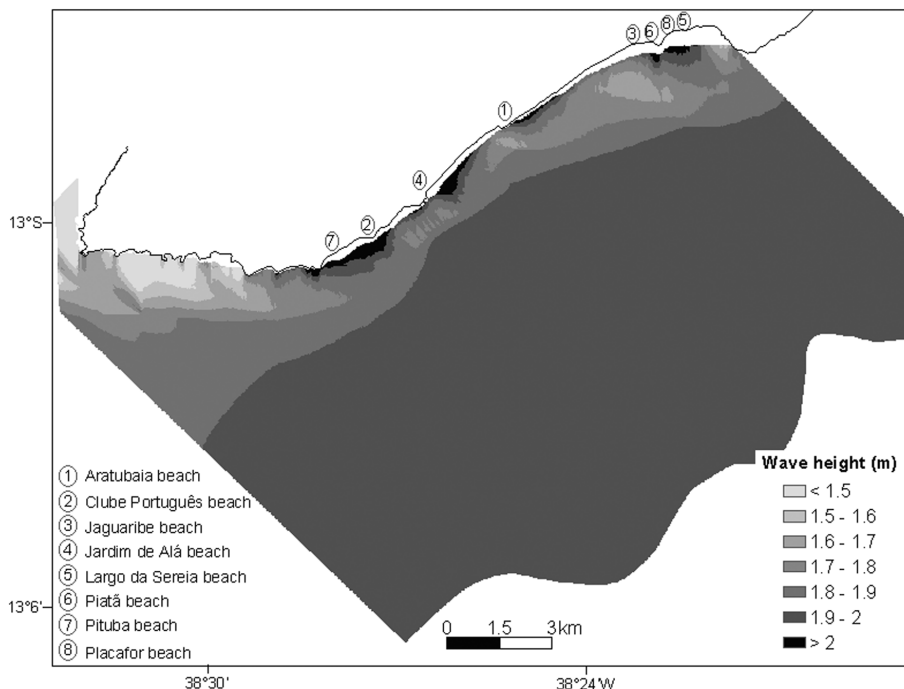 ③ ⑥ ⑧ ⑤
①
④
② 
⑦
13°S
① Aratubaia beach
② Clube Português beach
③ Jaguaribe beach
④ Jardim de Alá beach
⑤ Largo da Sereia beach
⑥ Piatã beach
⑦ Pituba beach
⑧ Placafor beach
Wave height (m)
< 1.5
1.5 - 1.6
1.6 - 1.7
1.7 - 1.8
1.8 - 1.9
1.9 - 2
> 2
13°6'
0 1.5 3km
38°30'
38°24'W